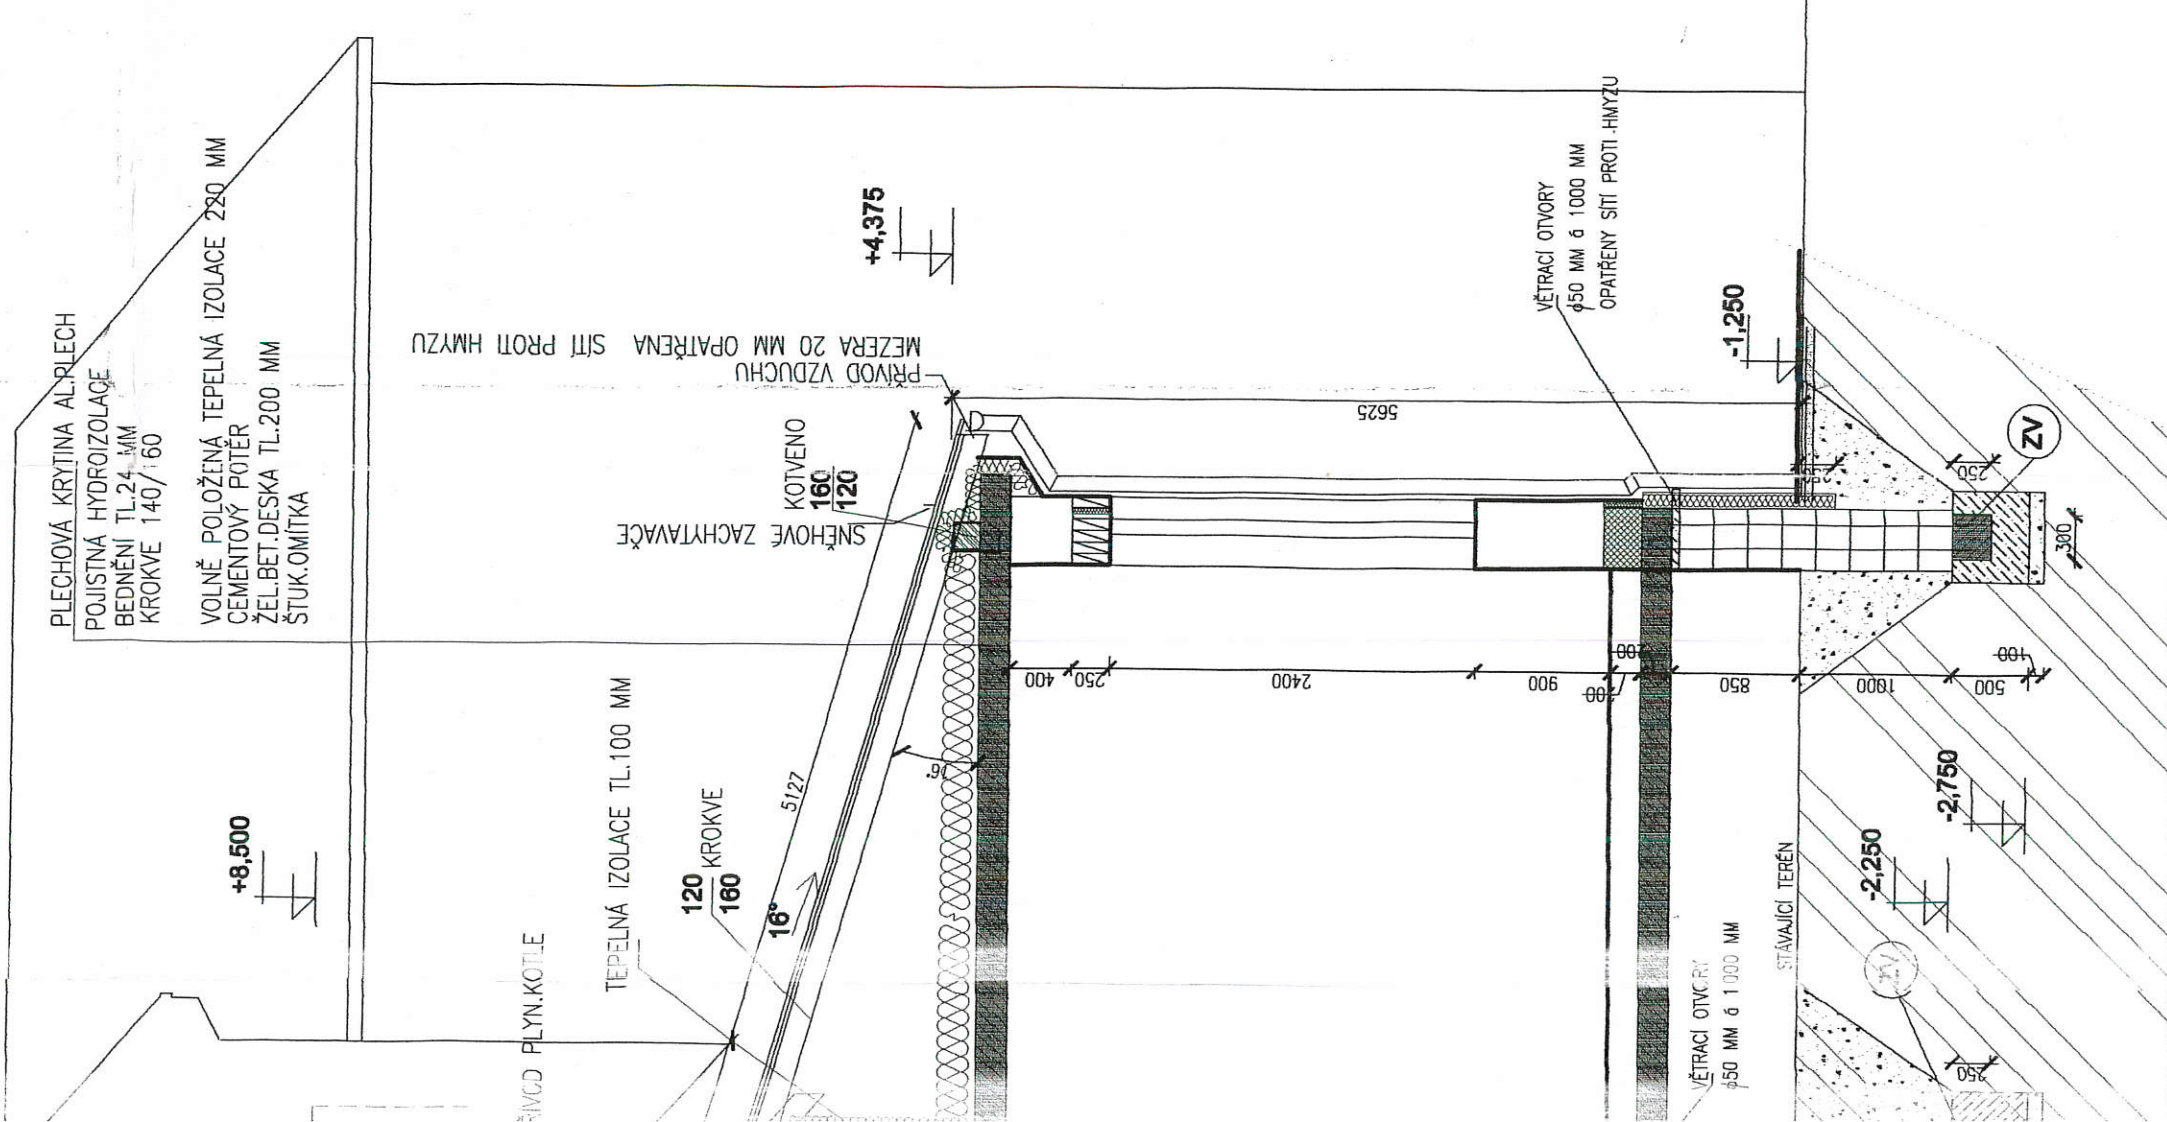 PLECHOVÁ KRYTINA AL.PLECH
POJISTNÁ HYDROIZOLACE
BEDNĚNÍ TL.24 MM
KROKVE 140/160
VOLNĚ POLOŽENÁ TEPELNÁ IZOLACE 220 MM
CEMENTOVÝ POTĚR
ŽEL.BET.DESKA TL.200 MM
ŠTUK.OMÍTKA
+8,500
PLYN.KOTLE
TEPELNÁ IZOLACE TL.100 MM
120
160
KROKVE
16°
5127
PŘÍVOD VZDUCHU
MEZERA 20 MM OPATŘENA SÍTÍ PROTI HMYZU
SNĚHOVÉ ZACHYTAVAČE
KOTVENO
160
120
+4,375
5625
VĚTRACÍ OTVORY
ϕ50 MM á 1000 MM
OPATŘENY SÍTÍ PROTI HMYZU
-1,250
400
250
2400
900
200
850
1000
500
100
250
300
ZV
-2,750
-2,250
STÁVAJÍCÍ TERÉN
VĚTRACÍ OTVORY
ϕ50 MM á 1000 MM
ZV
250